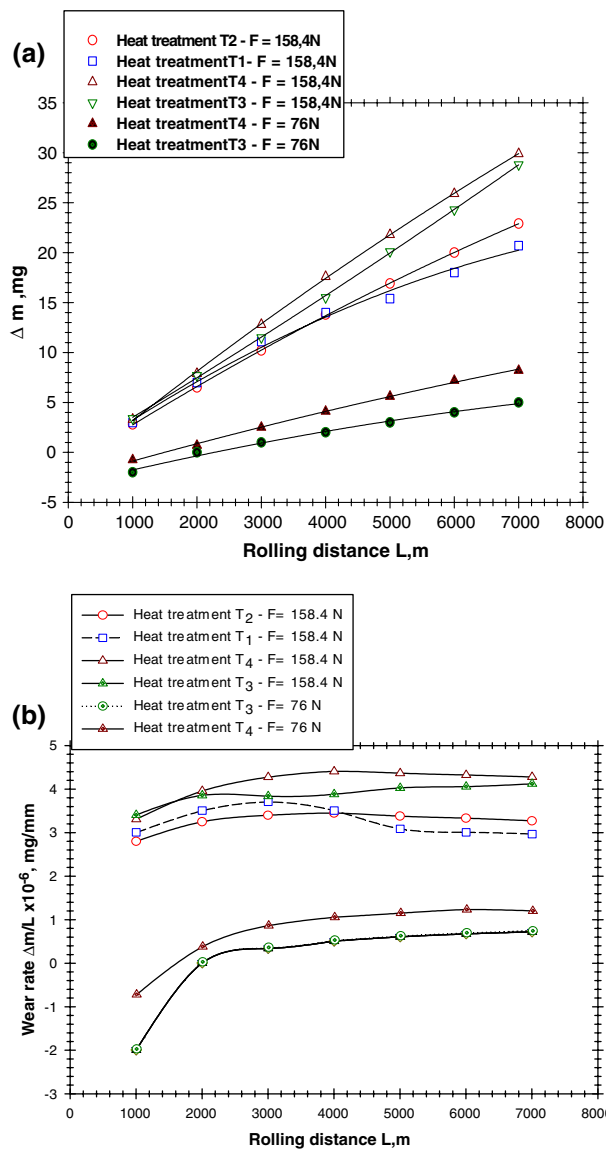 (a)
Heat treatment T2 - F = 158,4N
Heat treatmentT1- F = 158,4N
Heat treatmentT4 - F = 158,4N
Heat treatmentT3 - F = 158,4N
Heat treatmentT4 - F = 76N
Heat treatmentT3 - F = 76N
35
30
25
20
15
10
5
0
-5
Δ m ,mg
0 1000 2000 3000 4000 5000 6000 7000 8000
Rolling distance L,m
(b)
Heat treatment T2 - F= 158.4 N
Heat treatment T1 - F= 158.4 N
Heat treatment T4 - F= 158.4 N
Heat treatment T3 - F= 158.4 N
Heat treatment T3 - F= 76 N
Heat treatment T4 - F= 76 N
5
4
3
2
1
0
-1
-2
-3
Wear rate Δm/L x10-6, mg/mm
0 1000 2000 3000 4000 5000 6000 7000 800
Rolling distance L,m